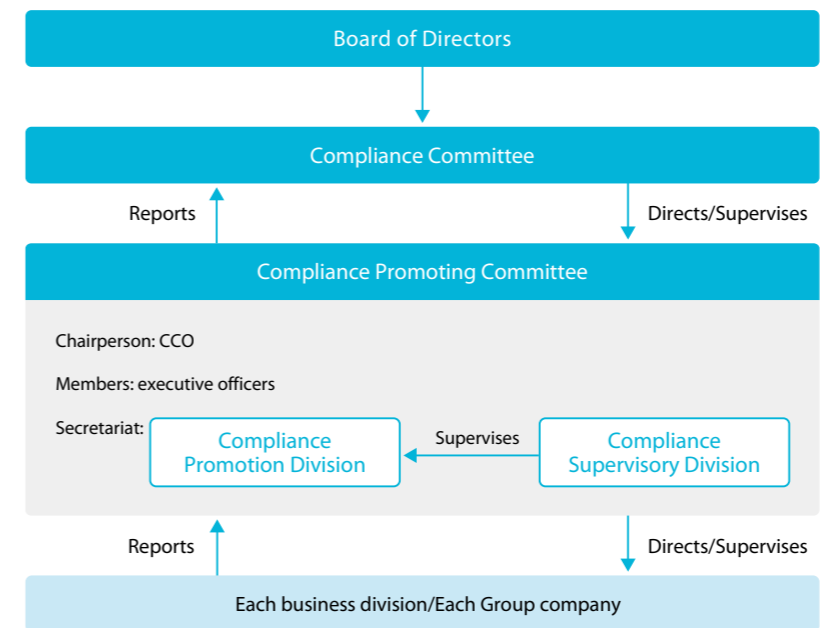 Board of Directors
Compliance Committee
Reports
Directs/Supervises
Compliance Promoting Committee
Chairperson: CCO
Members: executive officers
Secretariat:
Compliance
Promotion Division
Supervises
Compliance
Supervisory Division
Reports
Directs/Supervises
Each business division/Each Group company